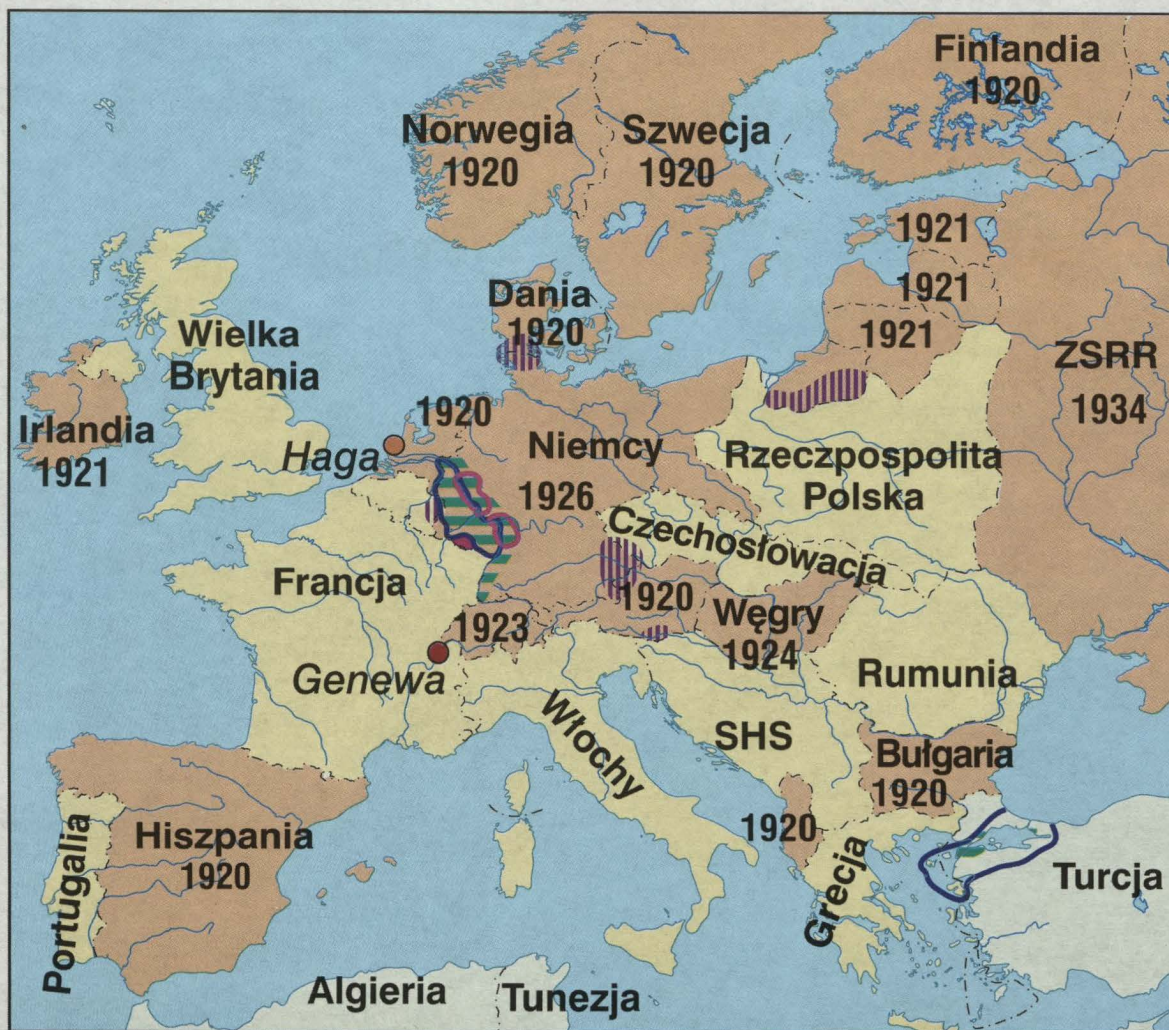 Finlandia
1920
Norwegia
1920
Szwecja
1920
1921
1921
1921
Dania
1920
Wielka
Brytania
ZSRR
1934
Irlandia
1921
Haga
1920
Niemcy
1926
Rzeczpospolita
Polska
Czechosłowacja
Francja
1920
1923
Węgry
1924
Genewa
Rumunia
Włochy
SHS
Bułgaria
1920
1920
Hiszpania
1920
Portugalia
Grecja
Turcja
Algieria
Tunezja